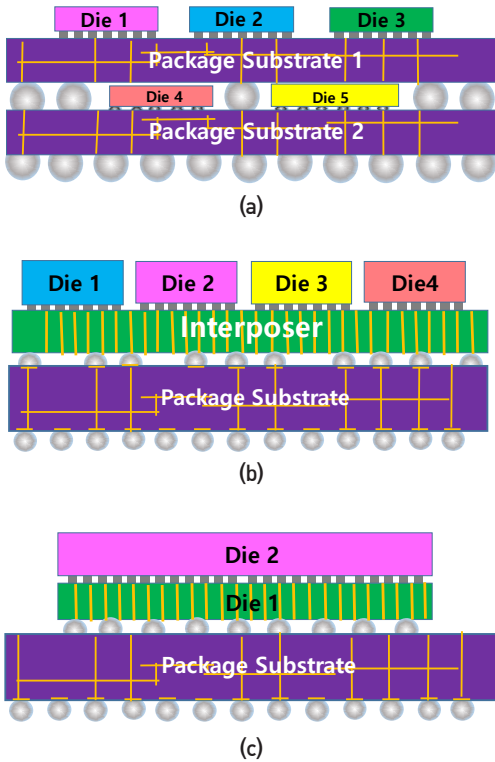 Die 1 Die 2 Die 3
Package Substrate 1
Die 4 Die 5
Package Substrate 2
(a)
Die 1 Die 2 Die 3 Die4
Interposer
Package Substrate
(b)
Die 2
Die 1
Package Substrate
(c)